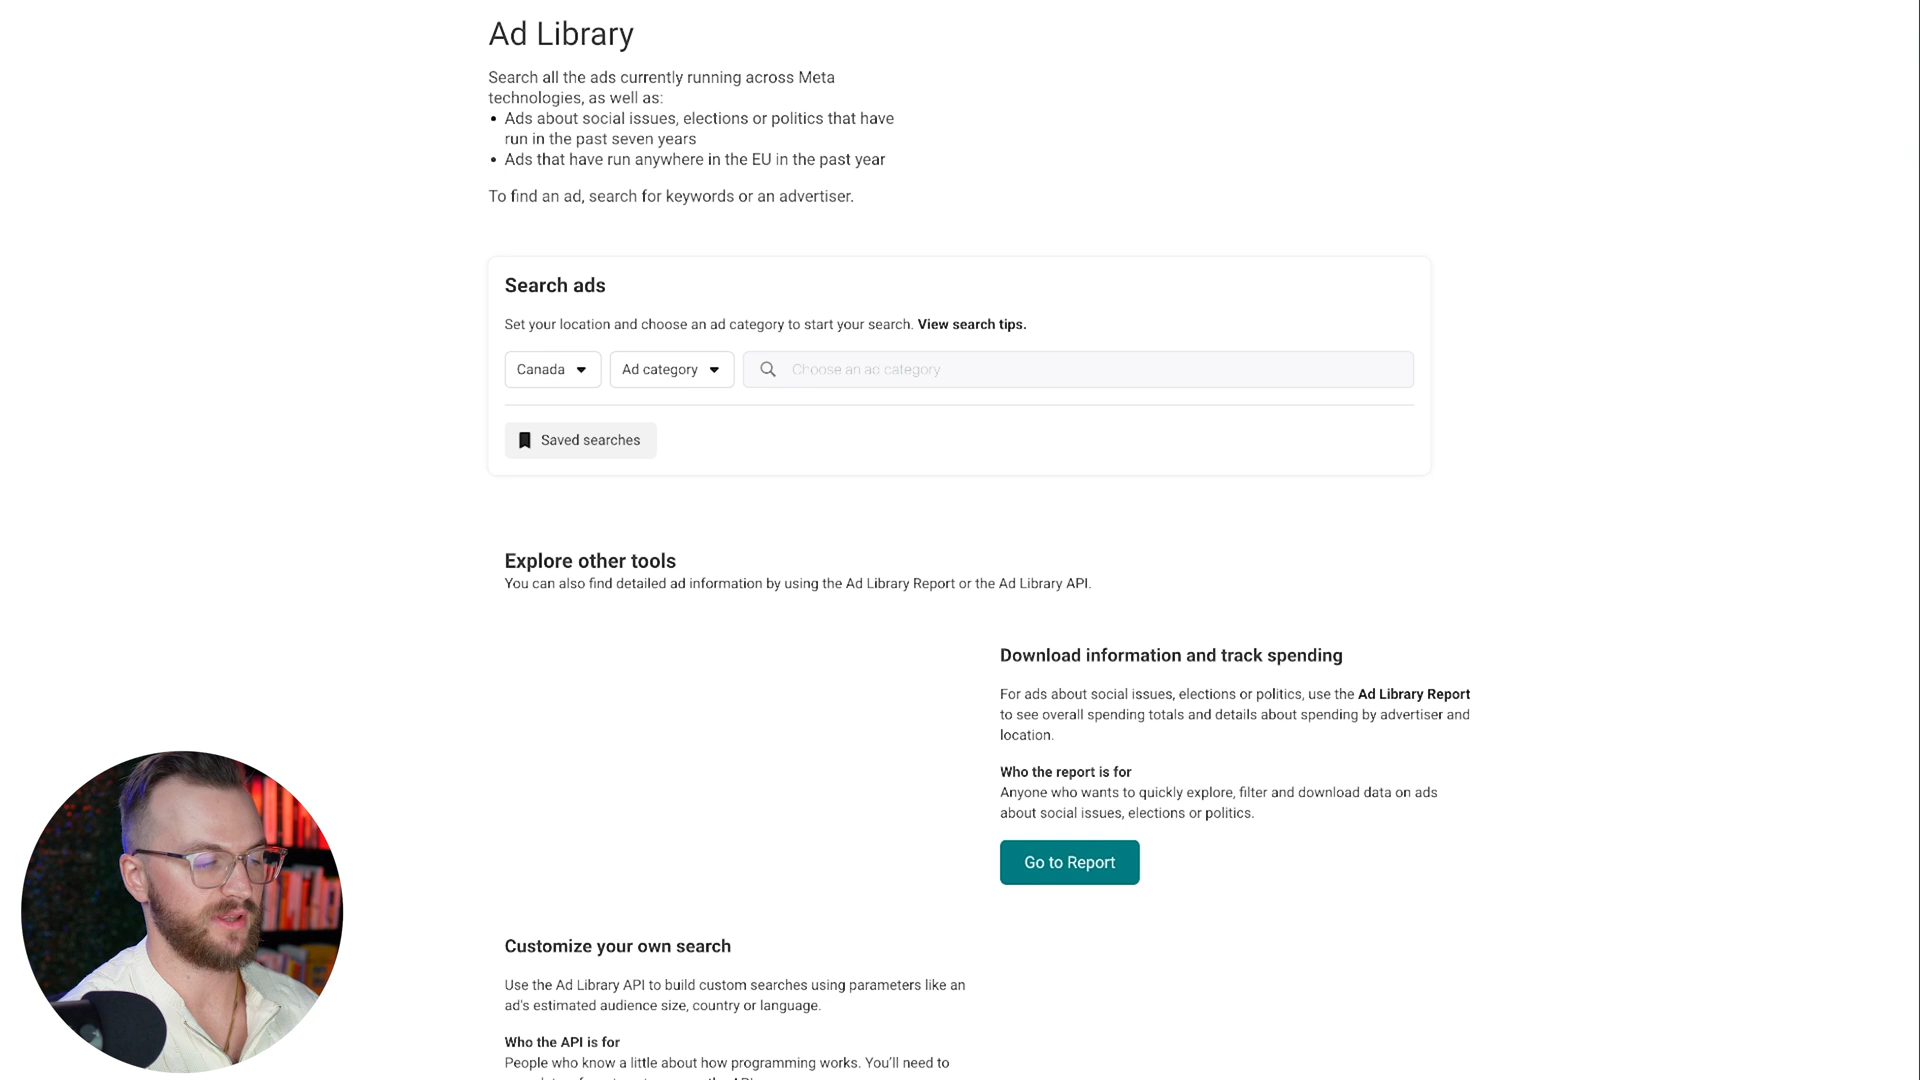 Ad Library
Search all the ads currently running across Meta
technologies, as well as:
• Ads about social issues, elections or politics that have
run in the past seven years
• Ads that have run anywhere in the EU in the past year
To find an ad, search for keywords or an advertiser.
Search ads
Set your location and choose an ad category to start your search. View search tips.
Canada
Ad category
Choose an ad category
Saved searches
Explore other tools
You can also find detailed ad information by using the Ad Library Report or the Ad Library API.
Download information and track spending
For ads about social issues, elections or politics, use the Ad Library Report
to see overall spending totals and details about spending by advertiser and
location.
Who the report is for
Anyone who wants to quickly explore, filter and download data on ads
about social issues, elections or politics.
Go to Report
Customize your own search
Use the Ad Library API to build custom searches using parameters like an
ad's estimated audience size, country or language.
Who the API is for
People who know a little about how programming works. You'll need to